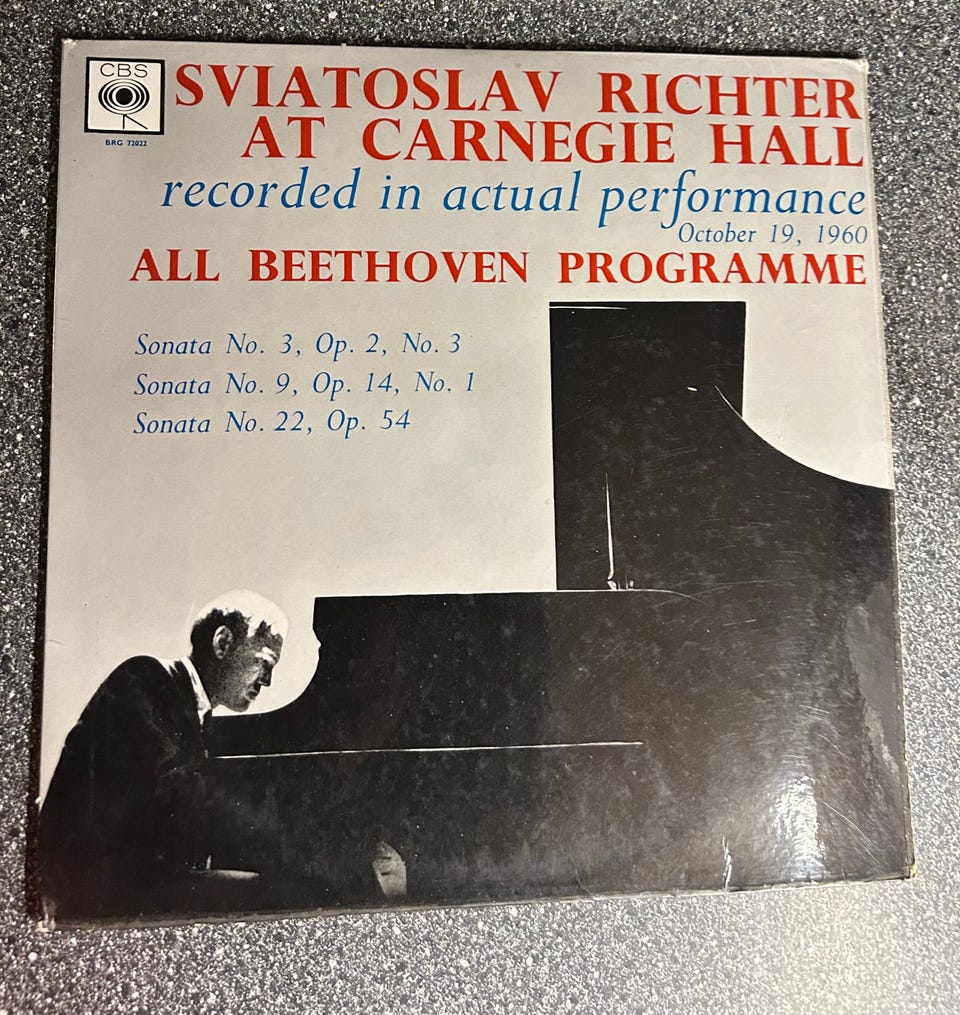 CBS
BRG 72022
SVIATOSLAV RICHTER
AT CARNEGIE HALL
recorded in actual performance
October 19, 1960
ALL BEETHOVEN PROGRAMME
Sonata No. 3, Op. 2, No. 3
Sonata No. 9, Op. 14, No. 1
Sonata No. 22, Op. 54